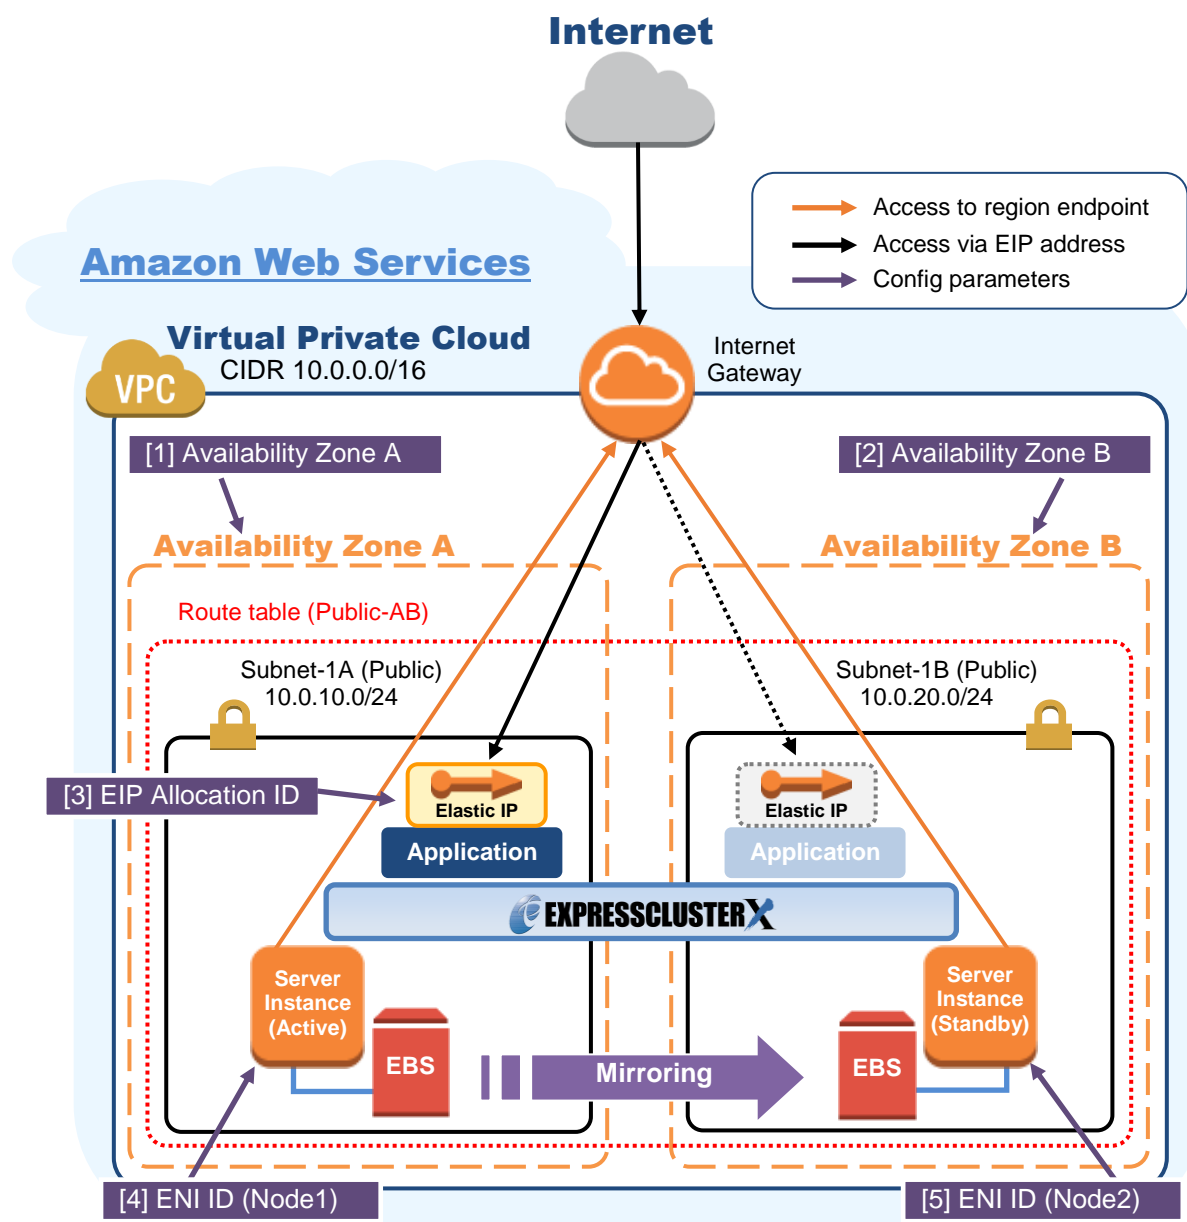 Internet
Access to region endpoint
Access via EIP address
Config parameters
Amazon Web Services
Virtual Private Cloud
CIDR 10.0.0.0/16
VPC
Internet
Gateway
[1] Availability Zone A
[2] Availability Zone B
Availability Zone A
Availability Zone B
Route table (Public-AB)
Subnet-1A (Public)
10.0.10.0/24
Subnet-1B (Public)
10.0.20.0/24
[3] EIP Allocation ID
Elastic IP
Elastic IP
Application
Application
EXPRESSCLUSTER X
Server
Instance
(Active)
Server
Instance
(Standby)
EBS
Mirroring
EBS
[4] ENI ID (Node1)
[5] ENI ID (Node2)